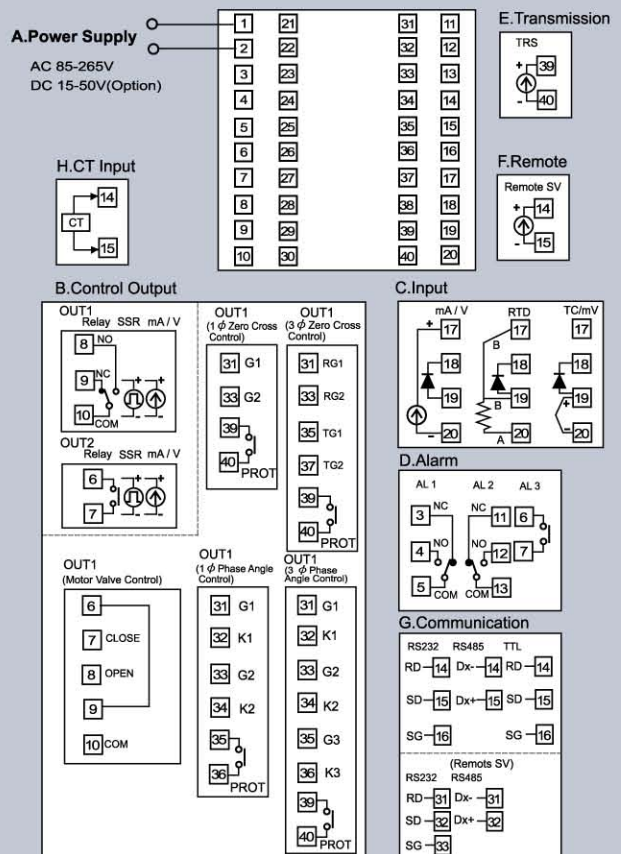 A.Power Supply
AC 85-265V
DC 15-50V(Option)
1 21 31 11
2 22 32 12
3 23 33 13
4 24 34 14
5 25 35 15
6 26 36 16
7 27 37 17
8 28 38 18
9 29 39 19
10 30 40 20
E.Transmission
TRS
+ 39
- 40
H.CT Input
14
CT
15
F.Remote
Remote SV
+ 14
- 15
B.Control Output
OUT1
Relay SSR mA / V
8 NO
9 NC
+ +
- -
10 COM
OUT2
Relay SSR mA / V
6 + +
7 - -
OUT1
(1 ϕ Zero Cross
Control)
31 G1
33 G2
39
40 PROT
OUT1
(3 ϕ Zero Cross
Control)
31 RG1
33 RG2
35 TG1
37 TG2
39
40 PROT
OUT1
(Motor Valve Control)
6
7 CLOSE
8 OPEN
9
10 COM
OUT1
(1 ϕ Phase Angle
Control)
31 G1
32 K1
33 G2
34 K2
35
36 PROT
OUT1
(3 ϕ Phase
Angle Control)
31 G1
32 K1
33 G2
34 K2
35 G3
36 K3
39
40 PROT
C.Input
mA / V RTD TC/mV
+ 17 17 17
B
18 18 18
19 B 19 + 19
- 20 A 20 - 20
D.Alarm
AL 1 AL 2 AL 3
3 NC NC 11 6
4 NO NO 12 7
5 COM COM 13
G.Communication
RS232 RS485 TTL
RD 14 Dx- 14 RD 14
SD 15 Dx+ 15 SD 15
SG 16 SG 16
(Remots SV)
RS232 RS485
RD 31 Dx- 31
SD 32 Dx+ 32
SG 33